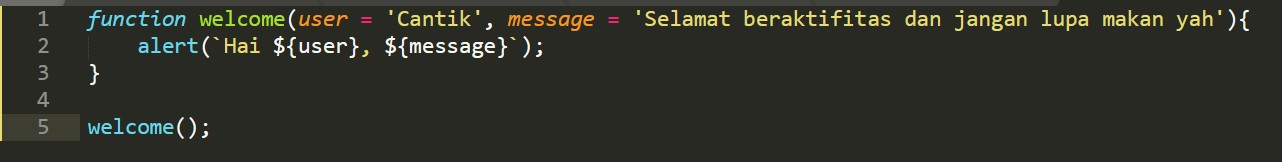 1 function welcome(user = 'Cantik', message = 'Selamat beraktifitas dan jangan lupa makan yah'){
2     alert(`Hai ${user}, ${message}`);
3 }
4
5 welcome();